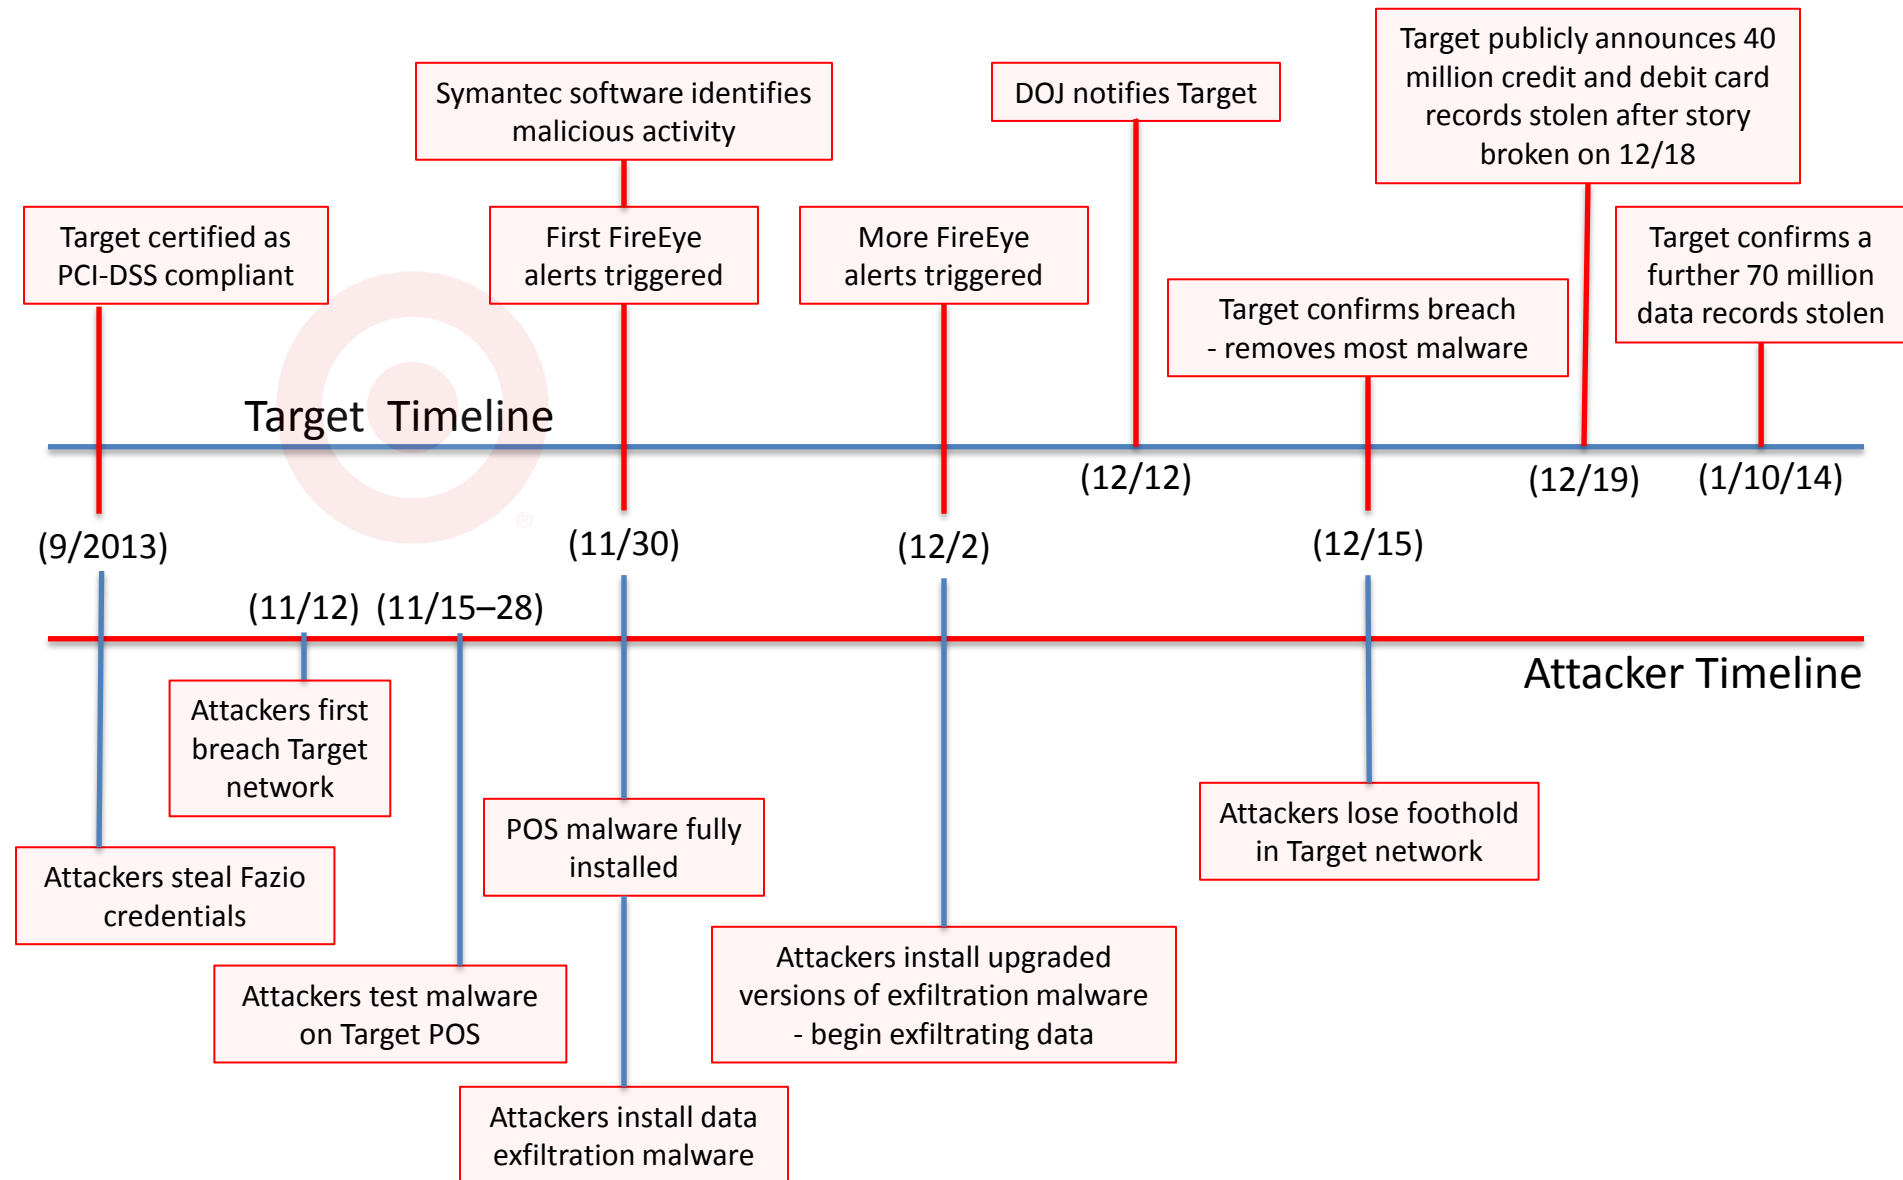 Target publicly announces 40
million credit and debit card
records stolen after story
broken on 12/18
Symantec software identifies
malicious activity
DOJ notifies Target
Target certified as
PCI-DSS compliant
First FireEye
alerts triggered
More FireEye
alerts triggered
Target confirms a
further 70 million
data records stolen
Target confirms breach
- removes most malware
Target Timeline
(12/12)
(12/19)
(1/10/14)
®
(9/2013)
(11/30)
(12/2)
(12/15)
(11/12)
(11/15–28)
Attacker Timeline
Attackers first
breach Target
network
POS malware fully
installed
Attackers lose foothold
in Target network
Attackers steal Fazio
credentials
Attackers test malware
on Target POS
Attackers install upgraded
versions of exfiltration malware
- begin exfiltrating data
Attackers install data
exfiltration malware